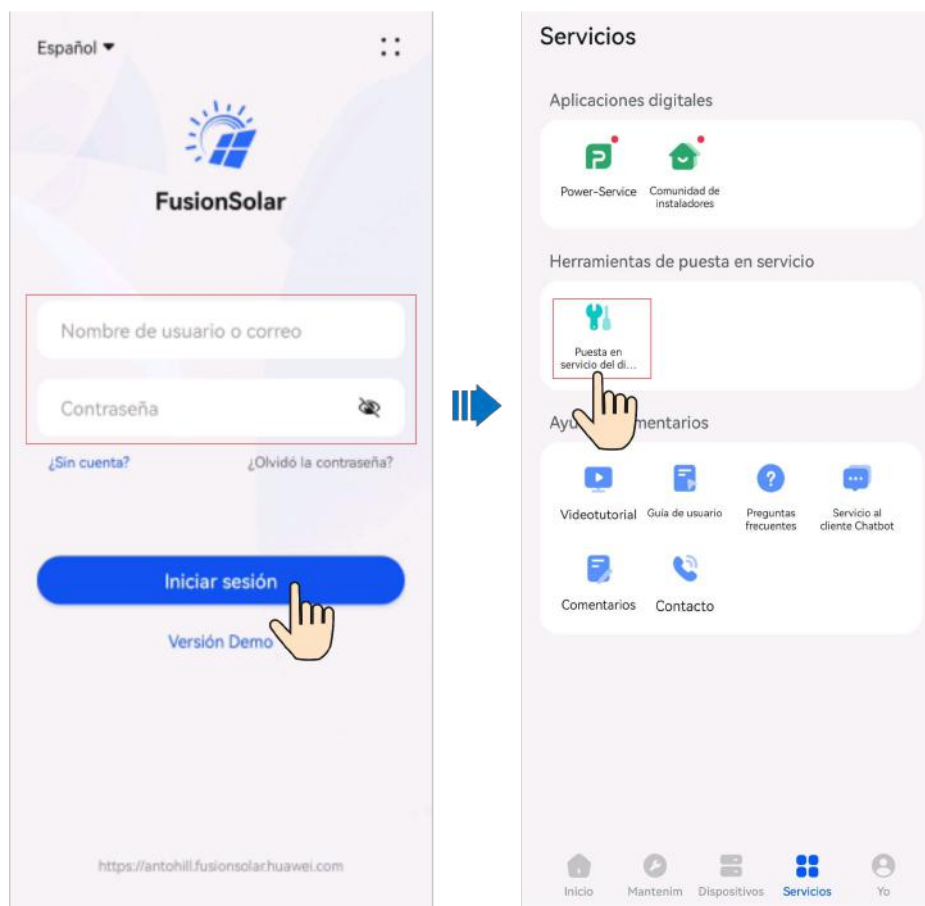 Español
FusionSolar
Nombre de usuario o correo
Contraseña
¿Sin cuenta?
¿Olvidó la contraseña?
Iniciar sesión
Versión Demo
https://antohill.fusionsolar.huawei.com
Servicios
Aplicaciones digitales
Power-Service
Comunidad de
instaladores
Herramientas de puesta en servicio
Puesta en
servicio del di...
mentarios
Videotutorial
Guía de usuario
Preguntas
frecuentes
Servicio al
cliente Chatbot
Comentarios
Contacto
Inicio
Mantenim
Dispositivos
Servicios
Yo